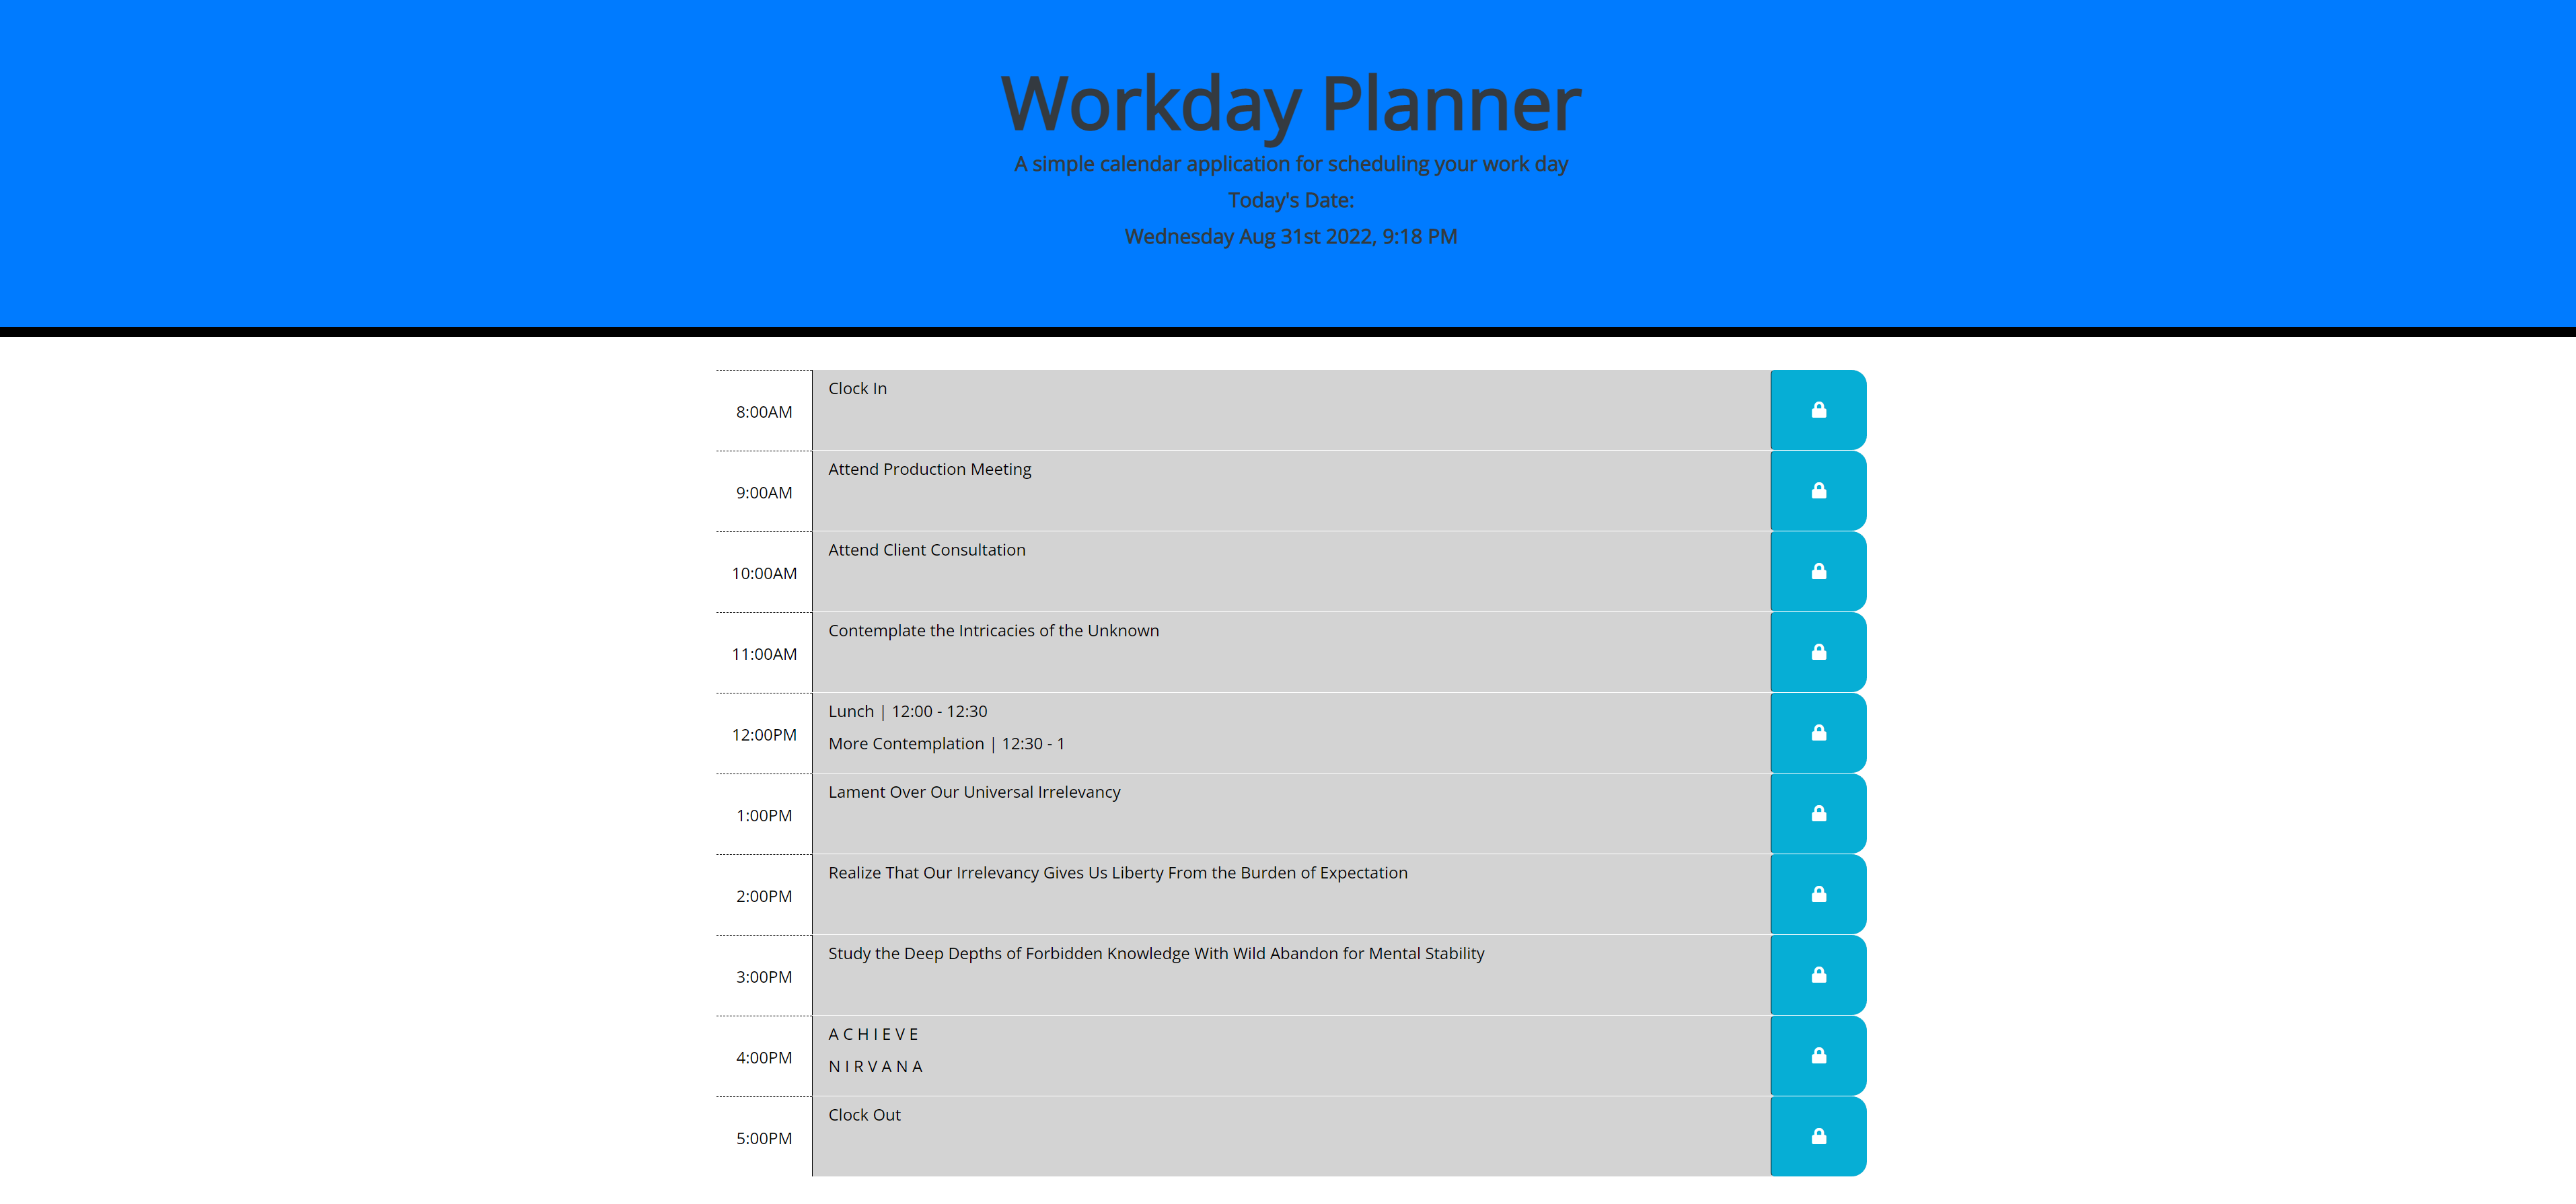 Workday Planner
A simple calendar application for scheduling your work day
Today's Date:
Wednesday Aug 31st 2022, 9:18 PM
8:00AM
Clock In
9:00AM
Attend Production Meeting
10:00AM
Attend Client Consultation
11:00AM
Contemplate the Intricacies of the Unknown
12:00PM
Lunch | 12:00 - 12:30
More Contemplation | 12:30 - 1
1:00PM
Lament Over Our Universal Irrelevancy
2:00PM
Realize That Our Irrelevancy Gives Us Liberty From the Burden of Expectation
3:00PM
Study the Deep Depths of Forbidden Knowledge With Wild Abandon for Mental Stability
4:00PM
A C H I E V E
N I R V A N A
5:00PM
Clock Out